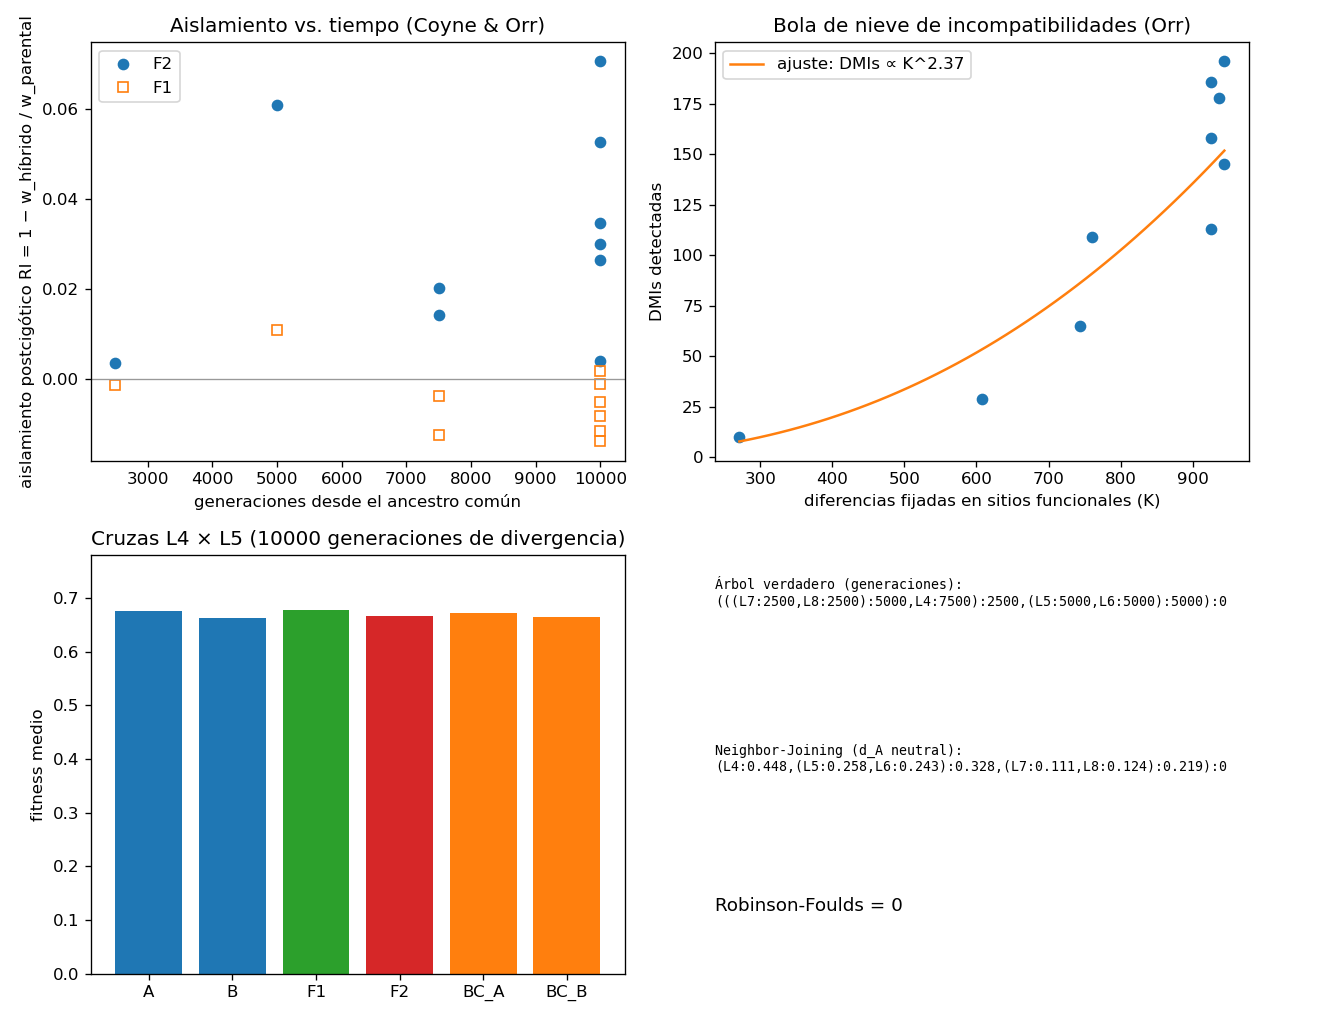 Aislamiento vs. tiempo (Coyne & Orr)
aislamiento postcigótico RI = 1 − w_híbrido / w_parental
F2
F1
0.06
0.04
0.02
0.00
3000 4000 5000 6000 7000 8000 9000 10000
generaciones desde el ancestro común
Bola de nieve de incompatibilidades (Orr)
DMIs detectadas
ajuste: DMIs ∝ K^2.37
200
175
150
125
100
75
50
25
0
300 400 500 600 700 800 900
diferencias fijadas en sitios funcionales (K)
Cruzas L4 × L5 (10000 generaciones de divergencia)
fitness medio
0.7
0.6
0.5
0.4
0.3
0.2
0.1
0.0
A B F1 F2 BC_A BC_B
Árbol verdadero (generaciones):
(((L7:2500,L8:2500):5000,L4:7500):2500,(L5:5000,L6:5000):5000):0
Neighbor-Joining (d_A neutral):
(L4:0.448,(L5:0.258,L6:0.243):0.328,(L7:0.111,L8:0.124):0.219):0
Robinson-Foulds = 0